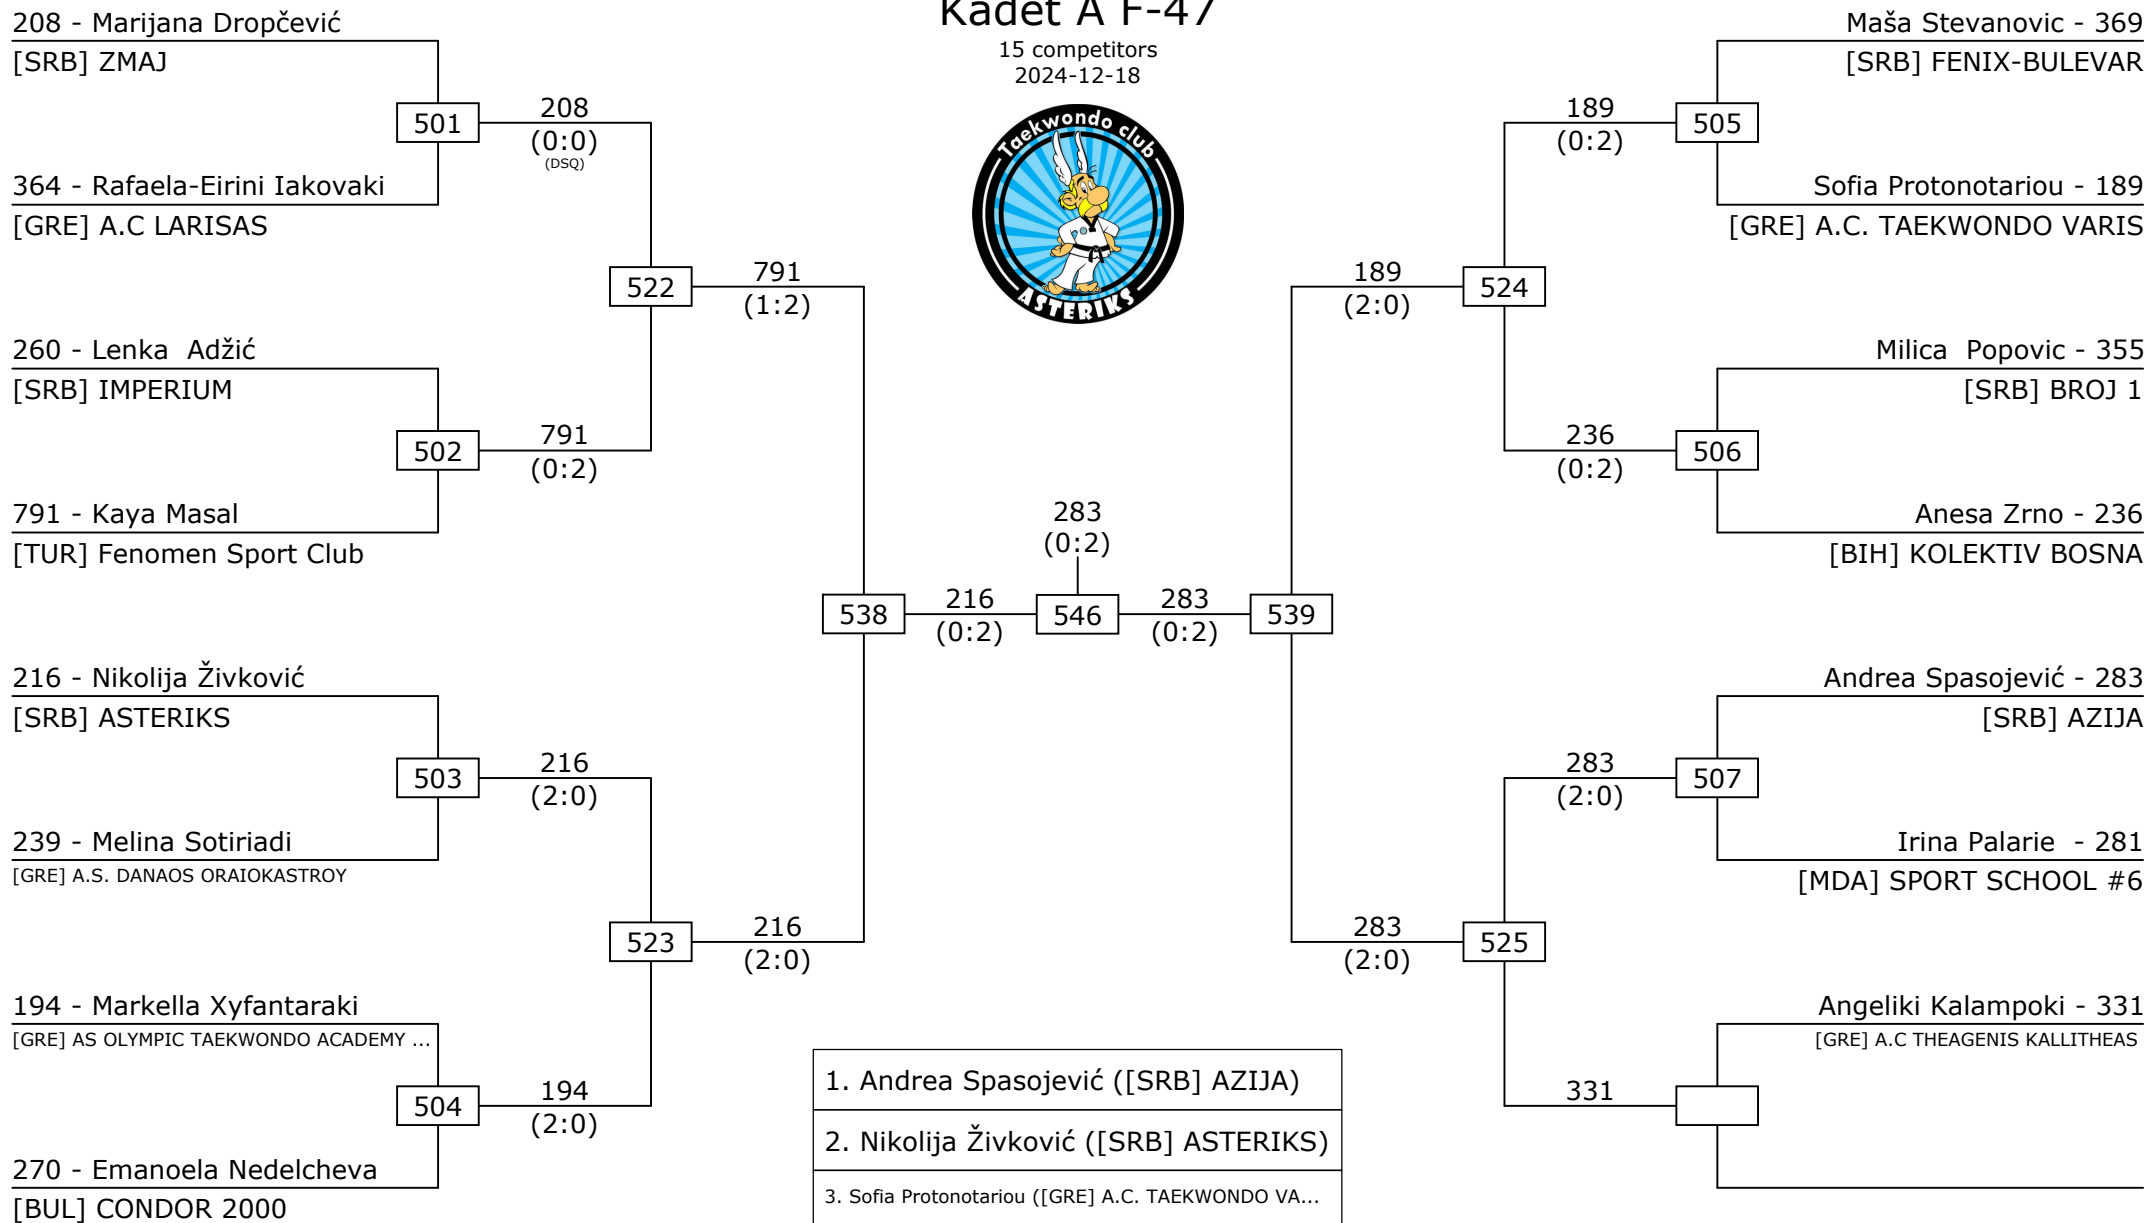 Kadet A F-47
15 competitors
2024-12-18
Taekwondo club
ASTERIKS
208 - Marijana Dropčević
[SRB] ZMAJ
501
208
(0:0)
(DSQ)
364 - Rafaela-Eirini Iakovaki
[GRE] A.C LARISAS
522
791
(1:2)
260 - Lenka  Adžić
[SRB] IMPERIUM
502
791
(0:2)
791 - Kaya Masal
[TUR] Fenomen Sport Club
538
216
(0:2)
216 - Nikolija Živković
[SRB] ASTERIKS
503
216
(2:0)
239 - Melina Sotiriadi
[GRE] A.S. DANAOS ORAIOKASTROY
523
216
(2:0)
194 - Markella Xyfantaraki
[GRE] AS OLYMPIC TAEKWONDO ACADEMY ...
504
194
(2:0)
270 - Emanoela Nedelcheva
[BUL] CONDOR 2000
283
(0:2)
546
Maša Stevanovic - 369
[SRB] FENIX-BULEVAR
189
(0:2)
505
Sofia Protonotariou - 189
[GRE] A.C. TAEKWONDO VARIS
189
(2:0)
524
Milica  Popovic - 355
[SRB] BROJ 1
236
(0:2)
506
Anesa Zrno - 236
[BIH] KOLEKTIV BOSNA
283
(0:2)
539
Andrea Spasojević - 283
[SRB] AZIJA
283
(2:0)
507
Irina Palarie  - 281
[MDA] SPORT SCHOOL #6
283
(2:0)
525
Angeliki Kalampoki - 331
[GRE] A.C THEAGENIS KALLITHEAS
331
1. Andrea Spasojević ([SRB] AZIJA)
2. Nikolija Živković ([SRB] ASTERIKS)
3. Sofia Protonotariou ([GRE] A.C. TAEKWONDO VA...